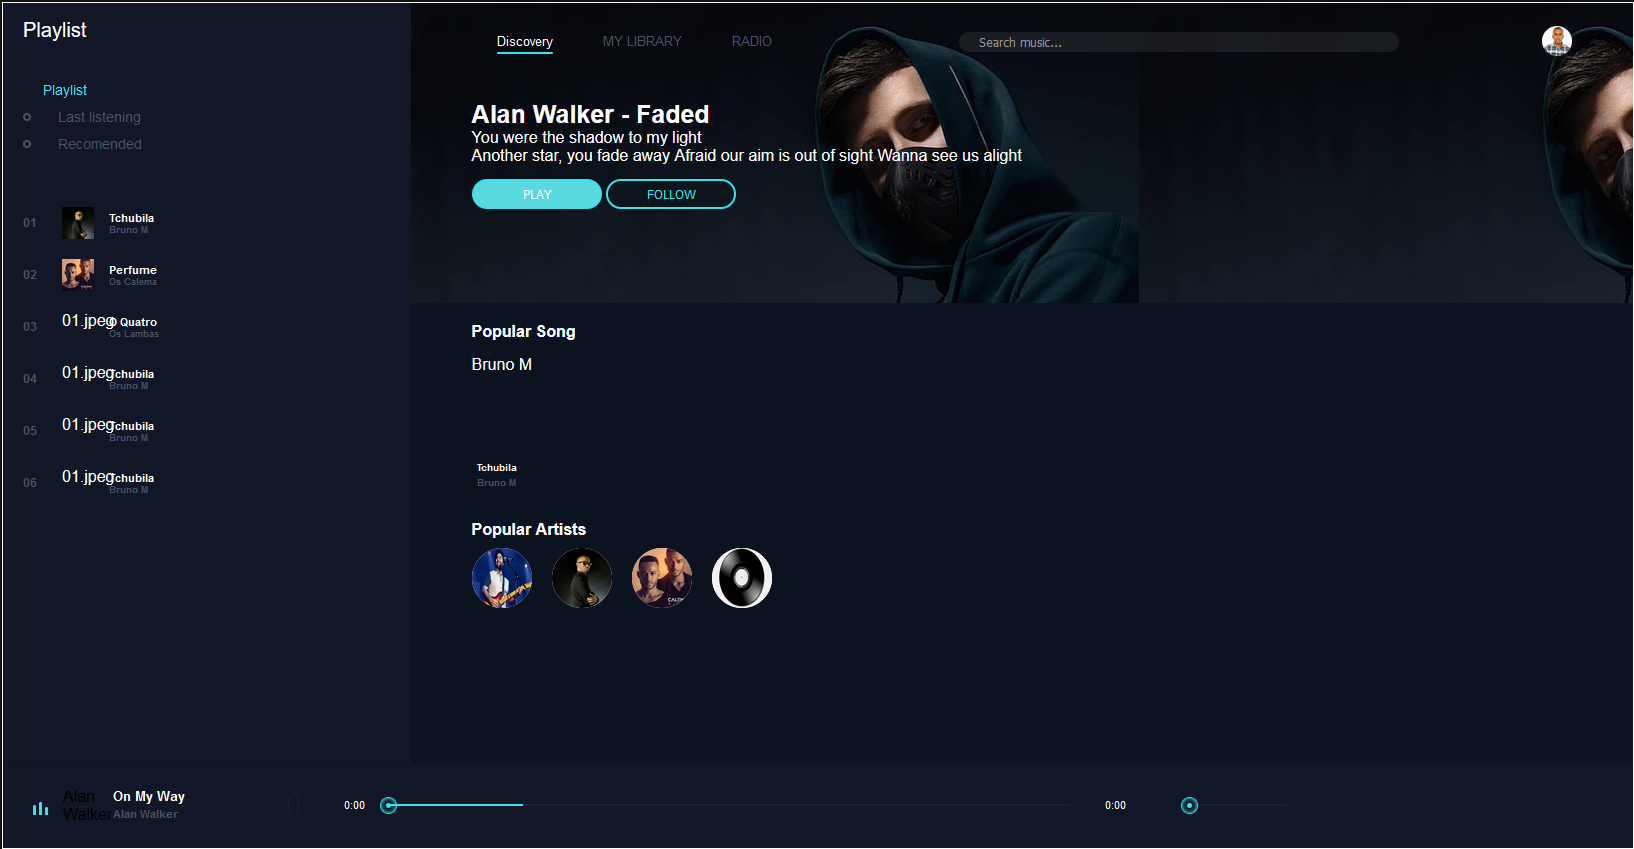 Playlist
Playlist
Last listening
Recomended
01
Tchubila
Bruno M
02
Perfume
Os Calema
03
01.jpeg
O Quatro
Os Lambas
04
01.jpeg
Tchubila
Bruno M
05
01.jpeg
Tchubila
Bruno M
06
01.jpeg
Tchubila
Bruno M
Discovery
MY LIBRARY
RADIO
Search music...
Alan Walker - Faded
You were the shadow to my light
Another star, you fade away Afraid our aim is out of sight Wanna see us alight
PLAY
FOLLOW
Popular Song
Bruno M
Tchubila
Bruno M
Popular Artists
Alan
Walker
On My Way
Alan Walker
0:00
0:00